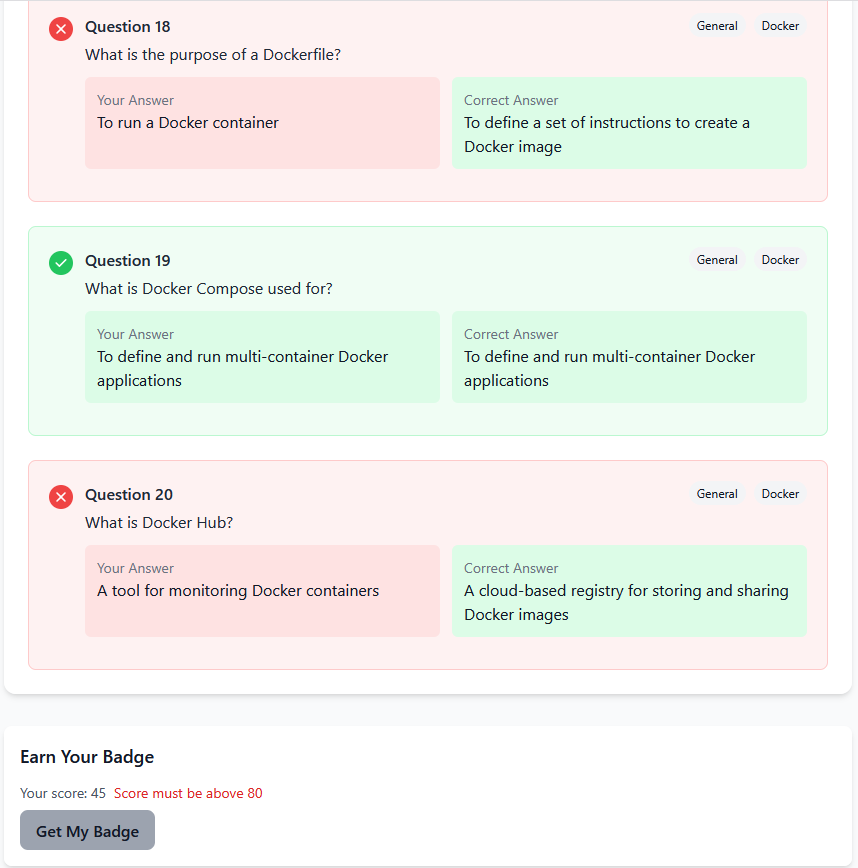 Question 18 General Docker
What is the purpose of a Dockerfile?
Your Answer
To run a Docker container
Correct Answer
To define a set of instructions to create a
Docker image
Question 19 General Docker
What is Docker Compose used for?
Your Answer
To define and run multi-container Docker
applications
Correct Answer
To define and run multi-container Docker
applications
Question 20 General Docker
What is Docker Hub?
Your Answer
A tool for monitoring Docker containers
Correct Answer
A cloud-based registry for storing and sharing
Docker images
Earn Your Badge
Your score: 45 Score must be above 80
Get My Badge